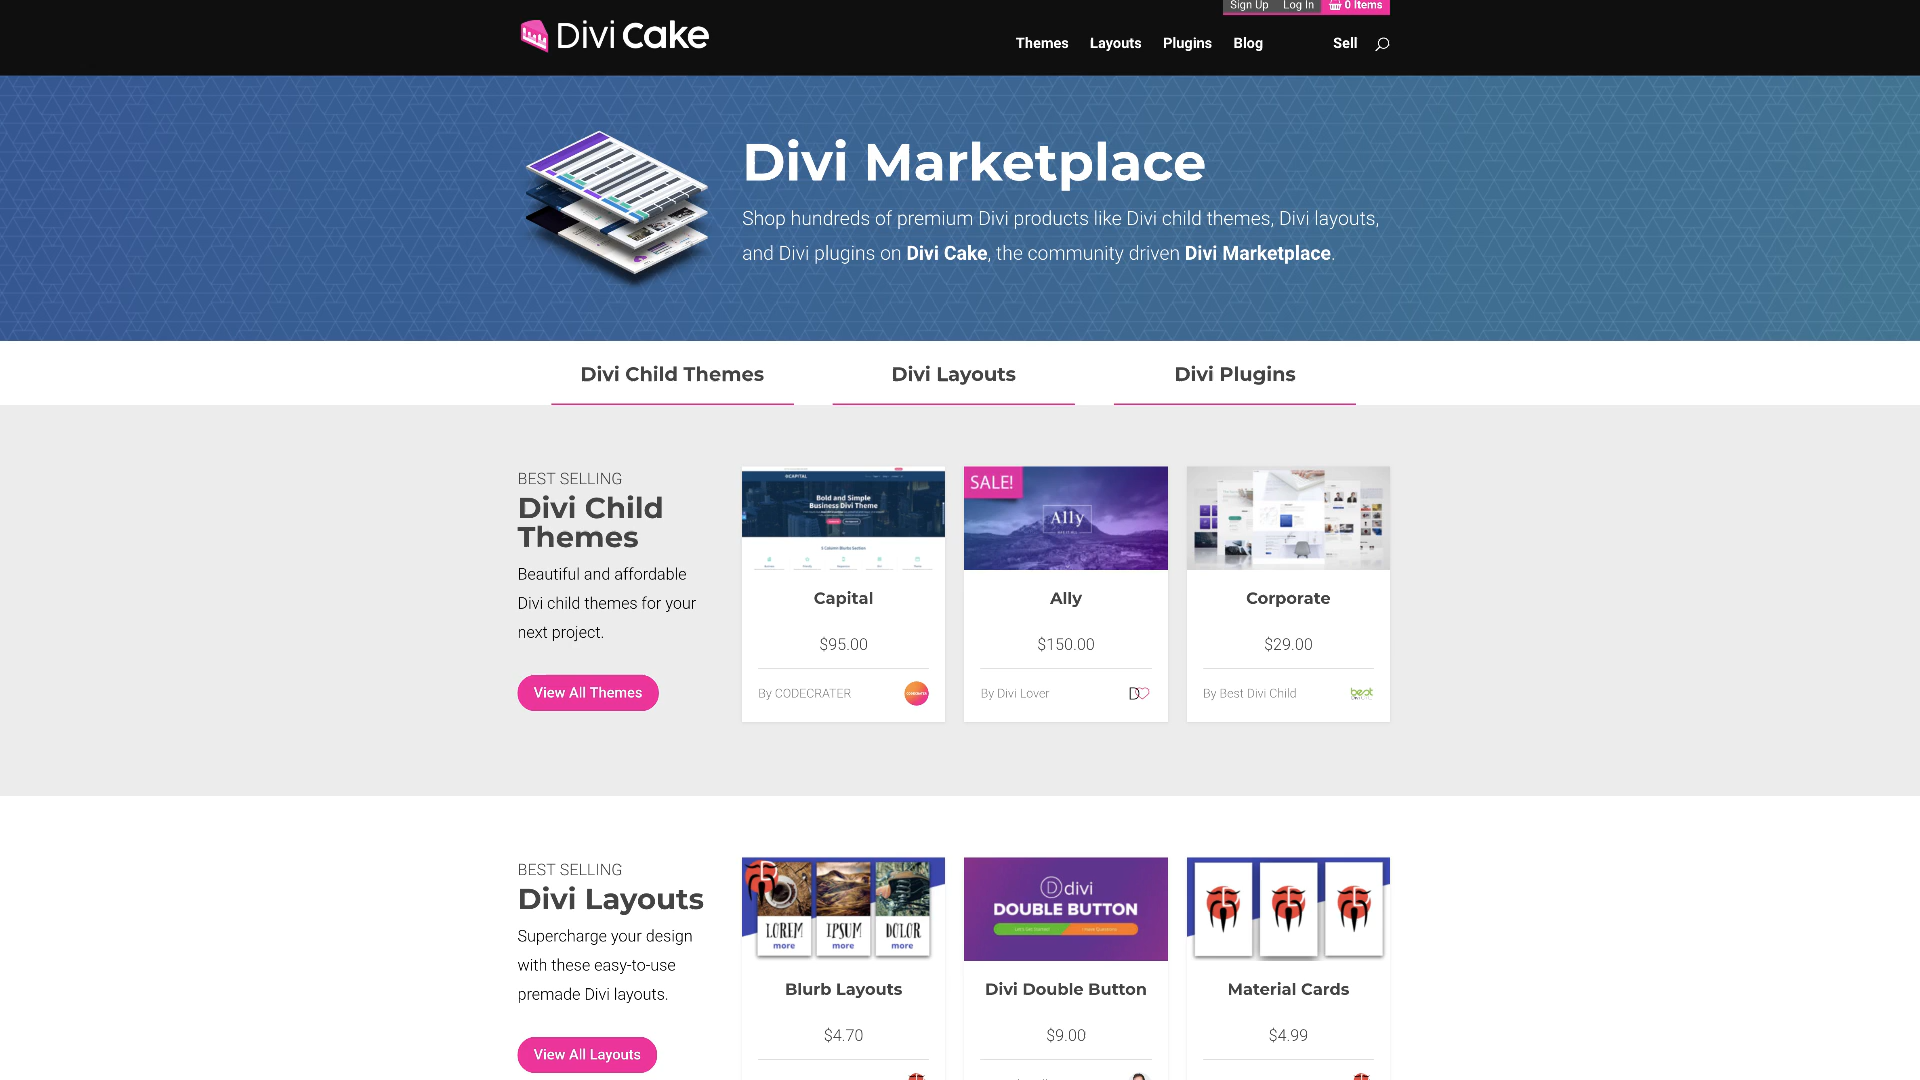 Sign Up Log In 0 Items
Divi Cake
Themes Layouts Plugins Blog Sell
Divi Marketplace
Shop hundreds of premium Divi products like Divi child themes, Divi layouts,
and Divi plugins on Divi Cake, the community driven Divi Marketplace.
Divi Child Themes Divi Layouts Divi Plugins
BEST SELLING
Divi Child
Themes
Beautiful and affordable
Divi child themes for your
next project.
View All Themes
CAPITAL
Bold and Simple
Business Divi Theme
Capital
$95.00
By CODECRATER
SALE!
Ally
Ally
$150.00
By Divi Lover
Corporate
$29.00
By Best Divi Child
best
BEST SELLING
Divi Layouts
Supercharge your design
with these easy-to-use
premade Divi layouts.
View All Layouts
LOREM IPSUM DOLOR
more more more
Blurb Layouts
$4.70
divi
DOUBLE BUTTON
Divi Double Button
$9.00
Material Cards
$4.99